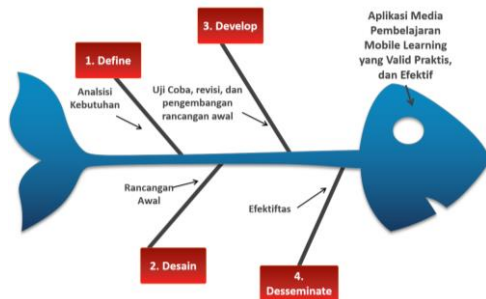 3. Develop
Aplikasi Media
Pembelajaran
Mobile Learning
yang Valid Praktis,
dan Efektif
1. Define
Analsisi
Kebutuhan
Uji Coba, revisi, dan
pengembangan
rancangan awal
Rancangan
Awal
Efektiftas
2. Desain
4.
Desseminate